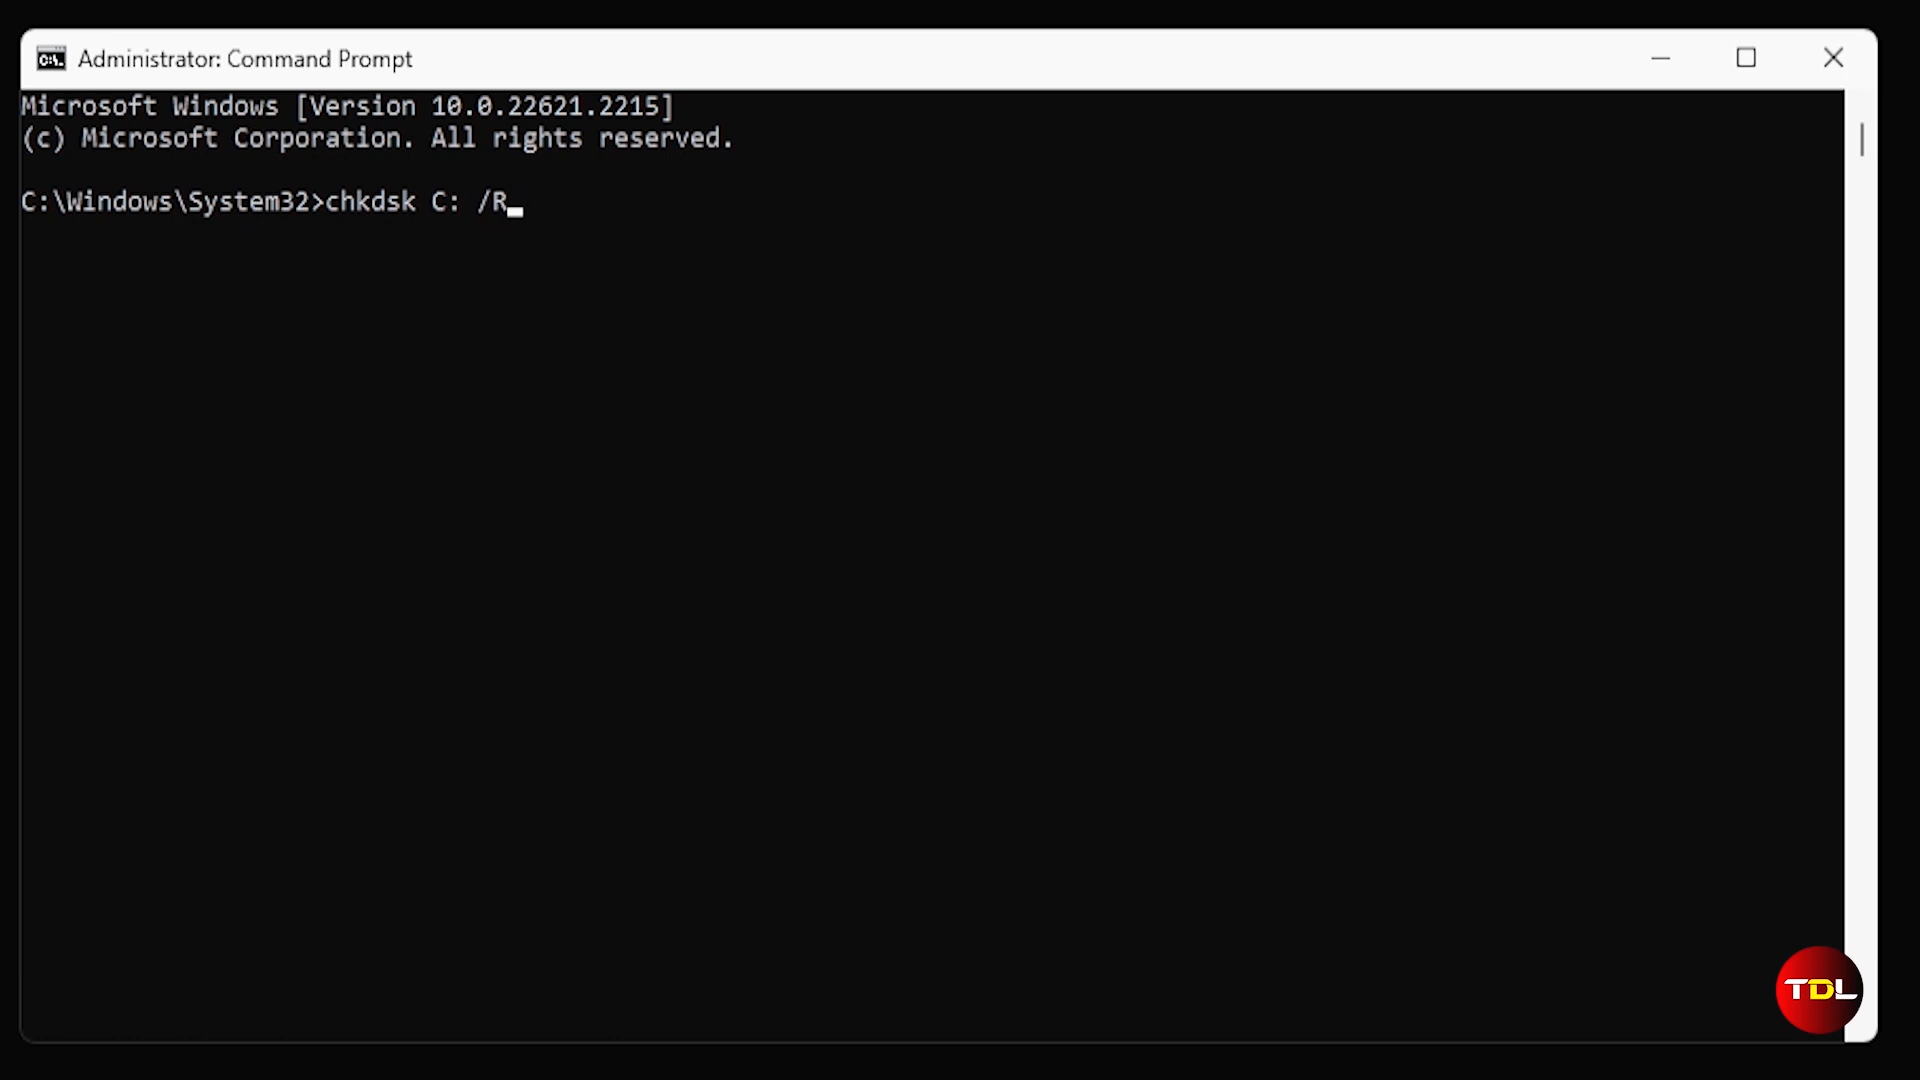 C:\. Administrator: Command Prompt
Microsoft Windows [Version 10.0.22621.2215]
(c) Microsoft Corporation. All rights reserved.
C:\Windows\System32>chkdsk C: /R_
TDL